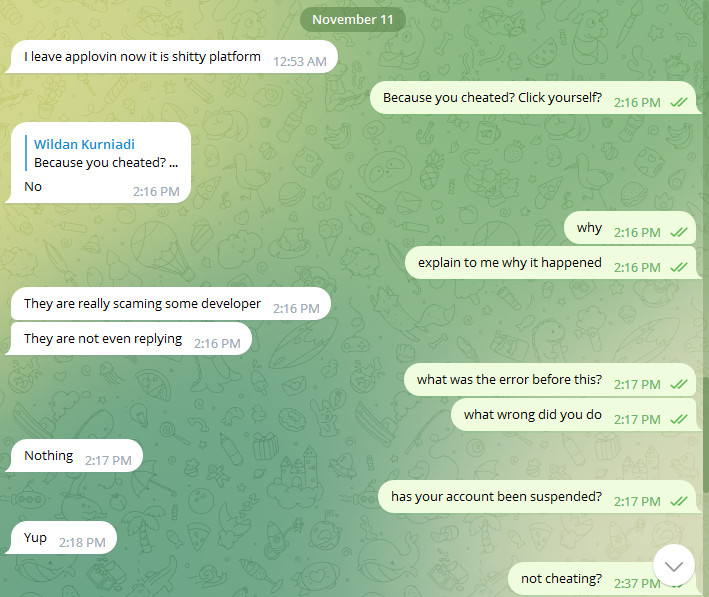 November 11
I leave applovin now it is shitty platform
12:53 AM
Because you cheated? Click yourself?
2:16 PM
Wildan Kurniadi
Because you cheated? ...
No
2:16 PM
why
2:16 PM
explain to me why it happened
2:16 PM
They are really scaming some developer
2:16 PM
They are not even replying
2:16 PM
what was the error before this?
2:17 PM
what wrong did you do
2:17 PM
Nothing
2:17 PM
has your account been suspended?
2:17 PM
Yup
2:18 PM
not cheating?
2:37 PM